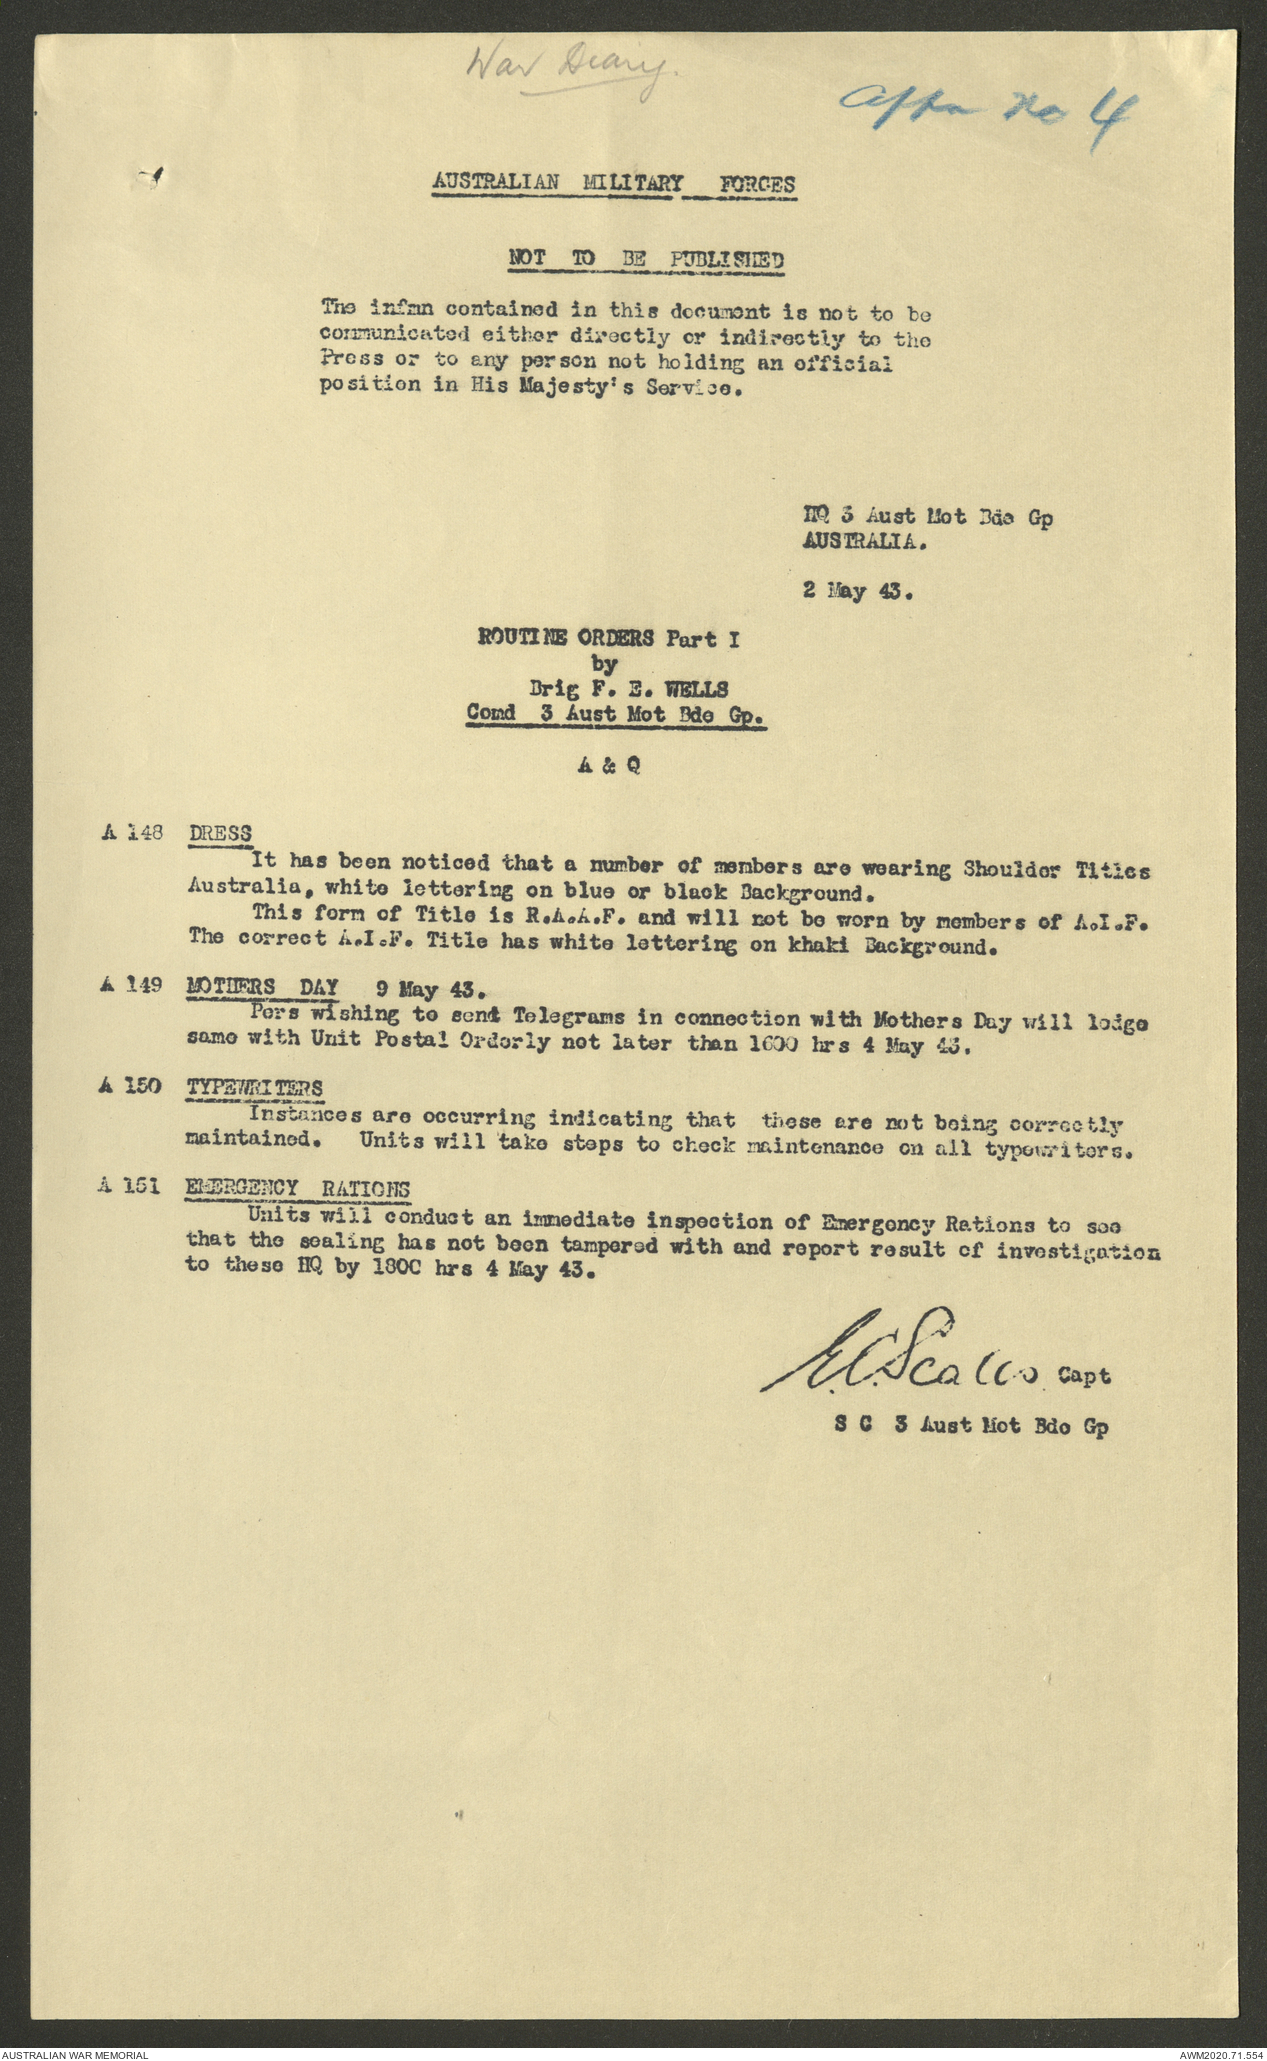 War Diary.
Appx No 4
AUSTRALIAN MILITARY FORCES
NOT TO BE PUBLISHED
The infmn contained in this document is not to be
communicated either directly or indirectly to the
Press or to any person not holding an official
position in His Majesty's Service.
HQ 3 Aust Mot Bde Gp
AUSTRALIA.
2 May 43.
ROUTINE ORDERS Part I
by
Brig F. E. WELLS
Comd 3 Aust Mot Bde Gp.
A & Q
A 148 DRESS
It has been noticed that a number of members are wearing Shoulder Titles
Australia, white lettering on blue or black Background.
This form of Title is R.A.A.F. and will not be worn by members of A.I.F.
The correct A.I.F. Title has white lettering on khaki Background.
A 149 MOTHERS DAY 9 May 43.
Pers wishing to send Telegrams in connection with Mothers Day will lodge
same with Unit Postal Orderly not later than 1600 hrs 4 May 43.
A 150 TYPEWRITERS
Instances are occurring indicating that these are not being correctly
maintained. Units will take steps to check maintenance on all typewriters.
A 151 EMERGENCY RATIONS
Units will conduct an immediate inspection of Emergency Rations to see
that the sealing has not been tampered with and report result of investigation
to these HQ by 1800 hrs 4 May 43.
Capt
S C 3 Aust Mot Bde Gp
AUSTRALIAN WAR MEMORIAL
AWM2020.71.554